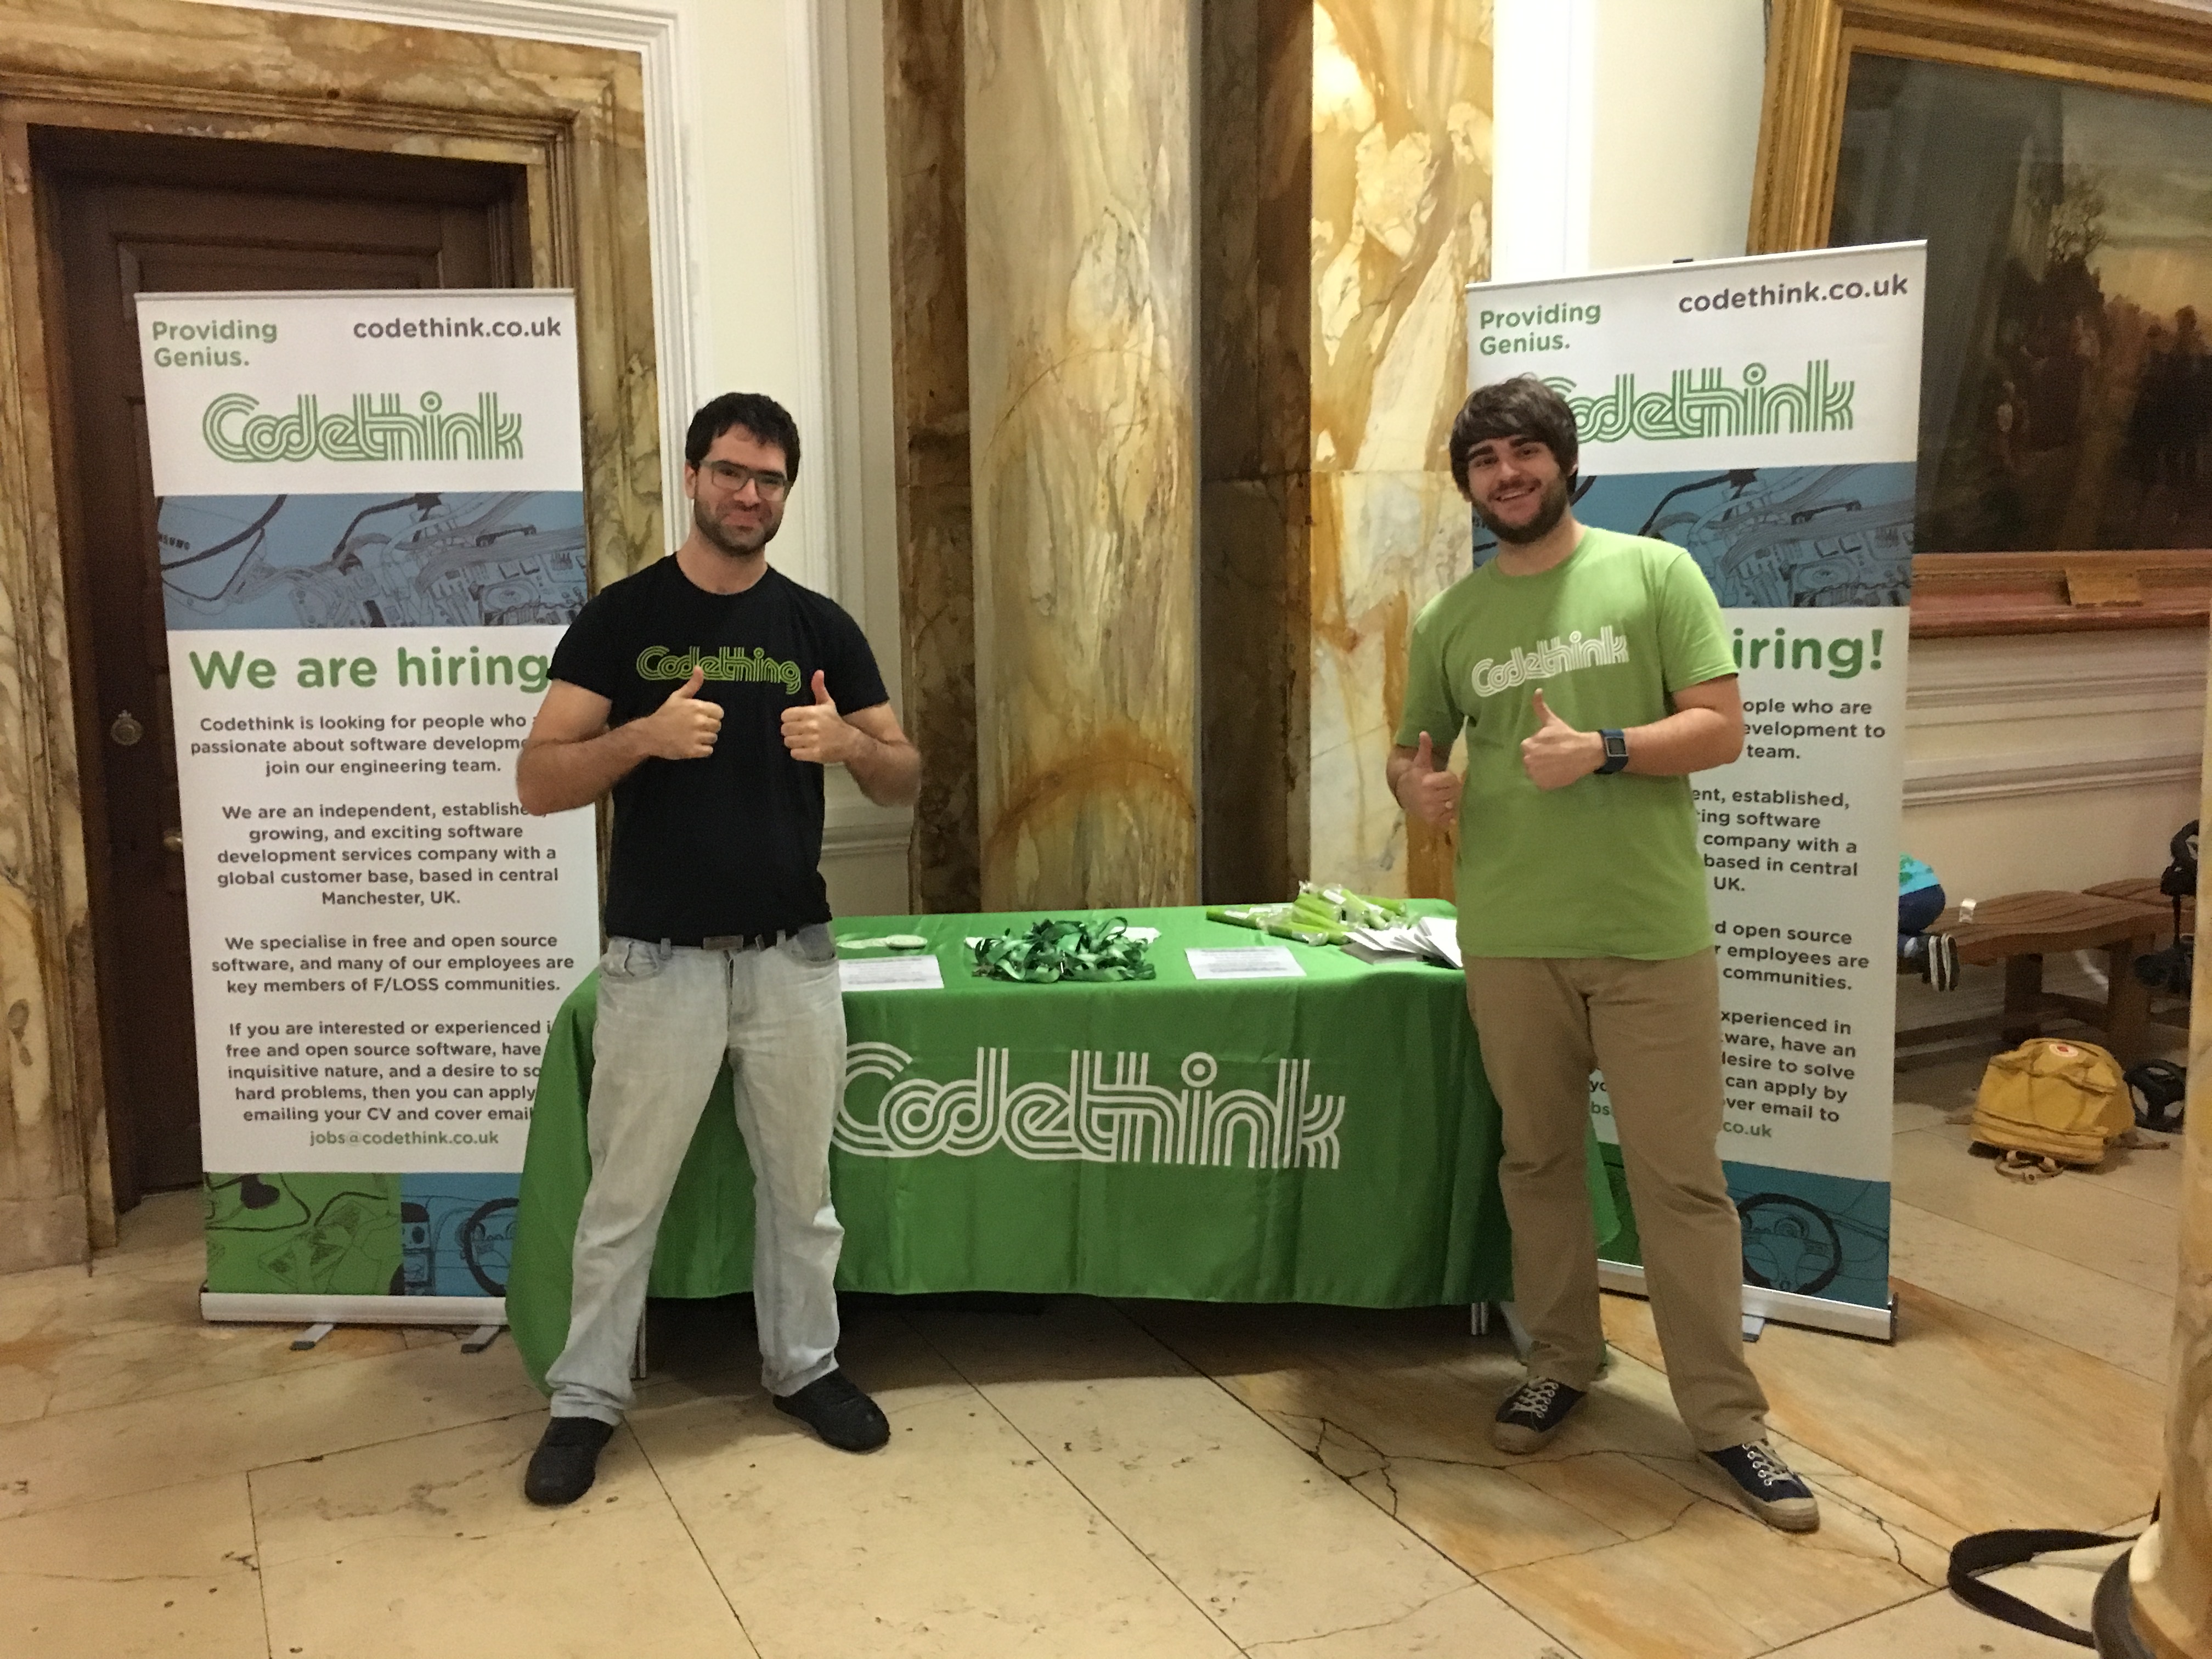 Providing
Genius.
codethink.co.uk
Codethink
We are hiring!
Codethink is looking for people who
passionate about software developme
join our engineering team.
We are an independent, establishe
growing, and exciting software
development services company with a
global customer base, based in central
Manchester, UK.
We specialise in free and open source
software, and many of our employees are
key members of F/LOSS communities.
If you are interested or experienced i
free and open source software, have
inquisitive nature, and a desire to so
hard problems, then you can apply
emailing your CV and cover email
jobs@codethink.co.uk
Codething
Codethink
Codethink
Providing
Genius.
codethink.co.uk
Codethink
iring!
ople who are
evelopment to
team.
ent, established,
ing software
company with a
based in central
UK.
d open source
r employees are
communities.
xperienced in
ware, have an
desire to solve
can apply by
ver email to
co.uk